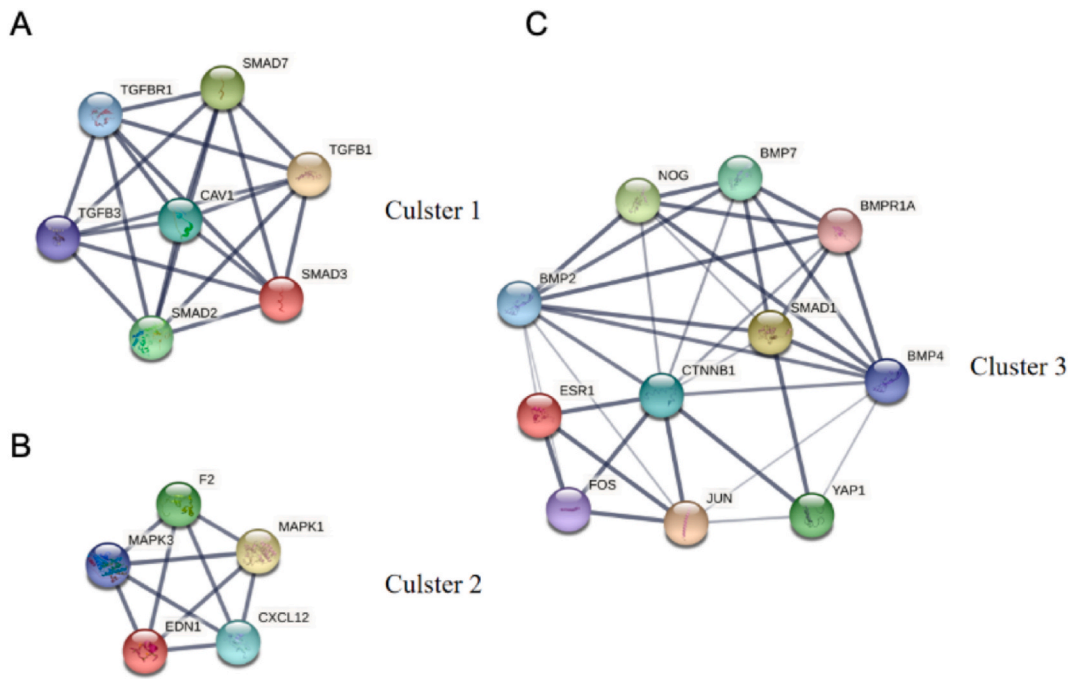 A
SMAD7
TGFBR1
TGFB1
CAV1
TGFB3
SMAD3
SMAD2
Culster 1
B
F2
MAPK1
MAPK3
CXCL12
EDN1
Culster 2
C
BMP7
NOG
BMPR1A
BMP2
SMAD1
BMP4
CTNNB1
ESR1
FOS
JUN
YAP1
Cluster 3